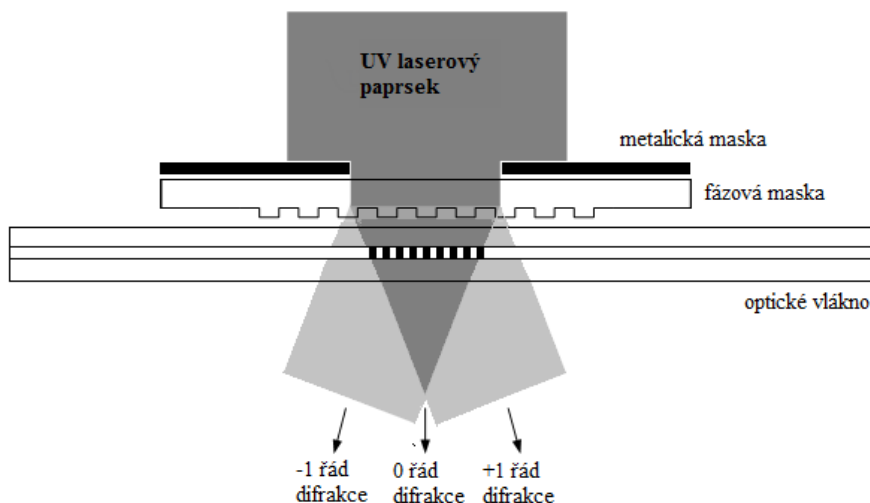 UV laserový
paprsek
metalická maska
fázová maska
optické vlákno
-1 řád
difrakce
0 řád
difrakce
+1 řád
difrakce